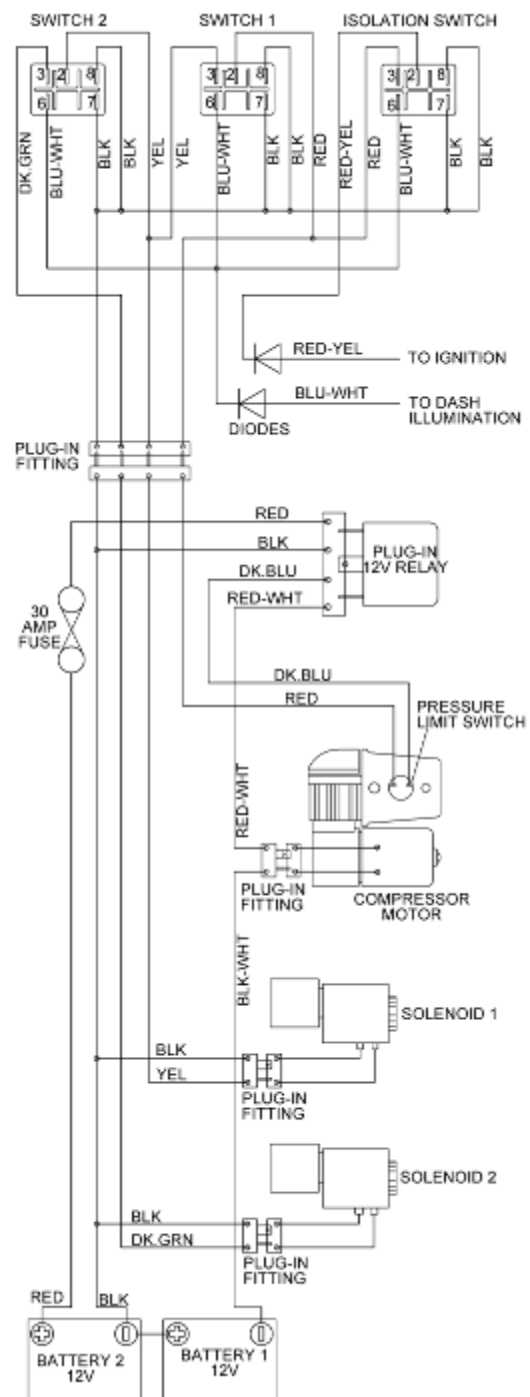 SWITCH 2
SWITCH 1
ISOLATION SWITCH
3 2 8
6 7
3 2 8
6 7
3 2 8
6 7
DK.GRN
BLU-WHT
BLK
BLK
YEL
YEL
BLU-WHT
BLK
BLK
RED
RED-YEL
RED
BLU-WHT
BLK
BLK
RED-YEL
TO IGNITION
BLU-WHT
TO DASH
ILLUMINATION
DIODES
PLUG-IN
FITTING
RED
BLK
DK.BLU
RED-WHT
PLUG-IN
12V RELAY
30
AMP
FUSE
DK.BLU
RED
PRESSURE
LIMIT SWITCH
RED-WHT
PLUG-IN
FITTING
COMPRESSOR
MOTOR
BLK-WHT
SOLENOID 1
BLK
YEL
PLUG-IN
FITTING
SOLENOID 2
BLK
DK.GRN
PLUG-IN
FITTING
RED
BLK
BATTERY 2
12V
BATTERY 1
12V